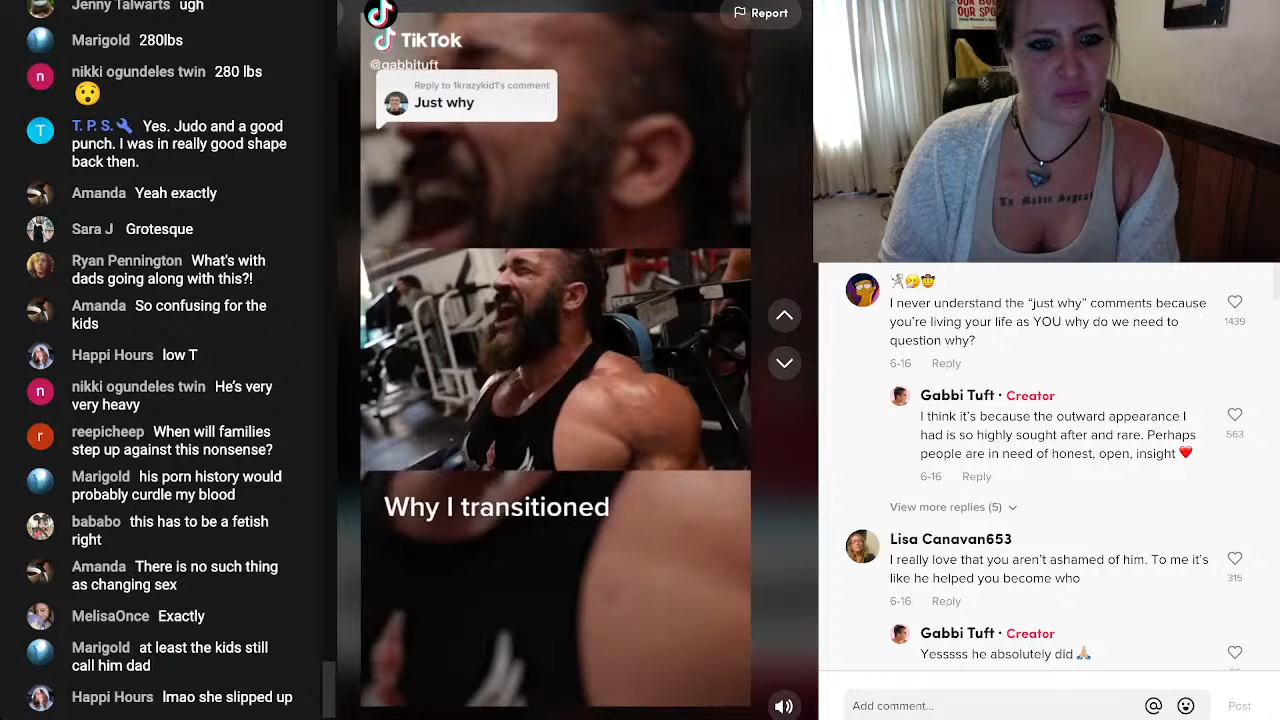 Jenny Talwarts ugh
Marigold 280lbs
nikki ogundeles twin 280 lbs
😯
T. P. S.🔧 Yes. Judo and a good
punch. I was in really good shape
back then.
Amanda Yeah exactly
Sara J Grotesque
Ryan Pennington What's with
dads going along with this?!
Amanda So confusing for the
kids
Happi Hours low T
nikki ogundeles twin He's very
very heavy
reepicheep When will families
step up against this nonsense?
Marigold his porn history would
probably curdle my blood
bababo this has to be a fetish
right
Amanda There is no such thing
as changing sex
MelisaOnce Exactly
Marigold at least the kids still
call him dad
Happi Hours lmao she slipped up
TikTok
@gabbituft
Reply to 1krazykid1's comment
Just why
Why I transitioned
Report
OUR SPO
La Madre Segrat
I never understand the "just why" comments because
you're living your life as YOU why do we need to
question why?
1439
6-16 Reply
Gabbi Tuft · Creator
I think it's because the outward appearance I
had is so highly sought after and rare. Perhaps
people are in need of honest, open, insight ❤️
563
6-16 Reply
View more replies (5)
Lisa Canavan653
I really love that you aren't ashamed of him. To me it's
like he helped you become who
315
6-16 Reply
Gabbi Tuft · Creator
Yesssss he absolutely did 🙏🏼
Add comment...
Post